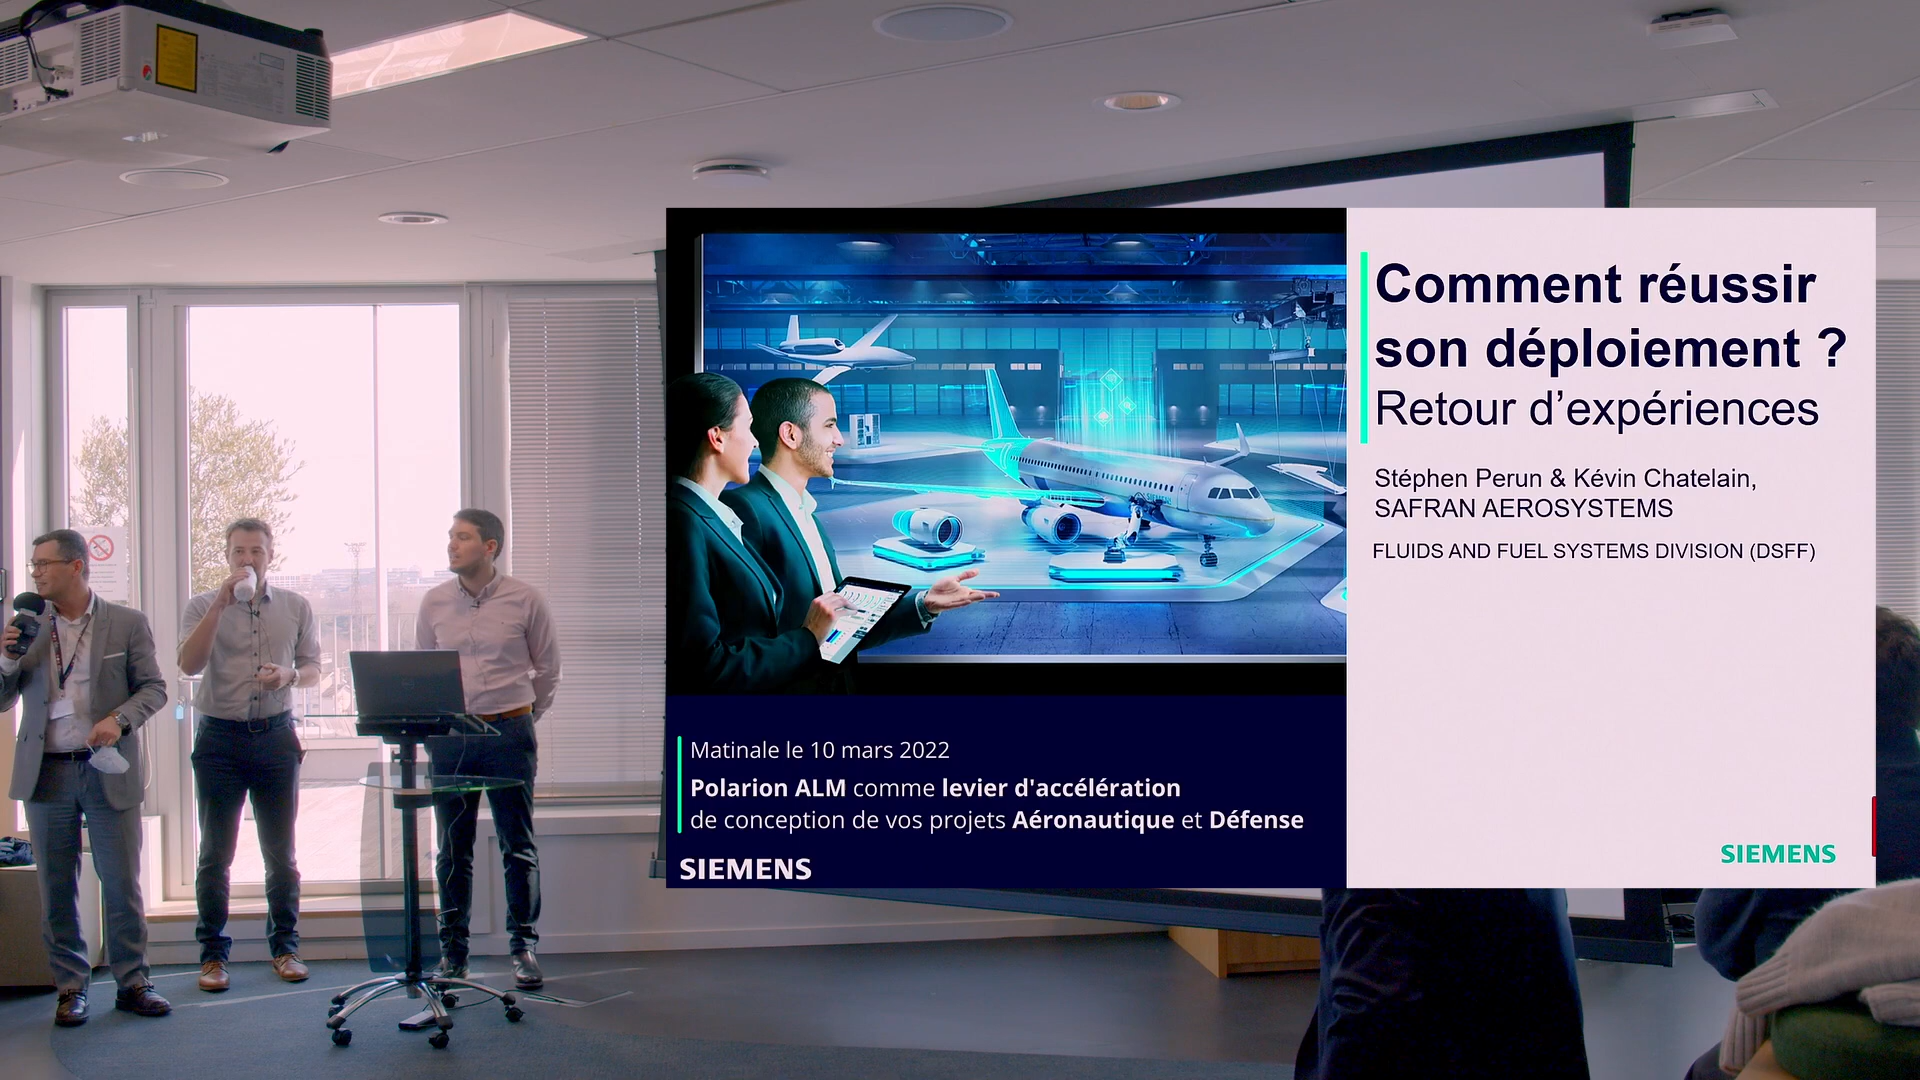 Comment réussir
son déploiement ?
Retour d’expériences
Stéphen Perun & Kévin Chatelain,
SAFRAN AEROSYSTEMS
FLUIDS AND FUEL SYSTEMS DIVISION (DSFF)
SIEMENS
Matinale le 10 mars 2022
Polarion ALM comme levier d'accélération
de conception de vos projets Aéronautique et Défense
SIEMENS